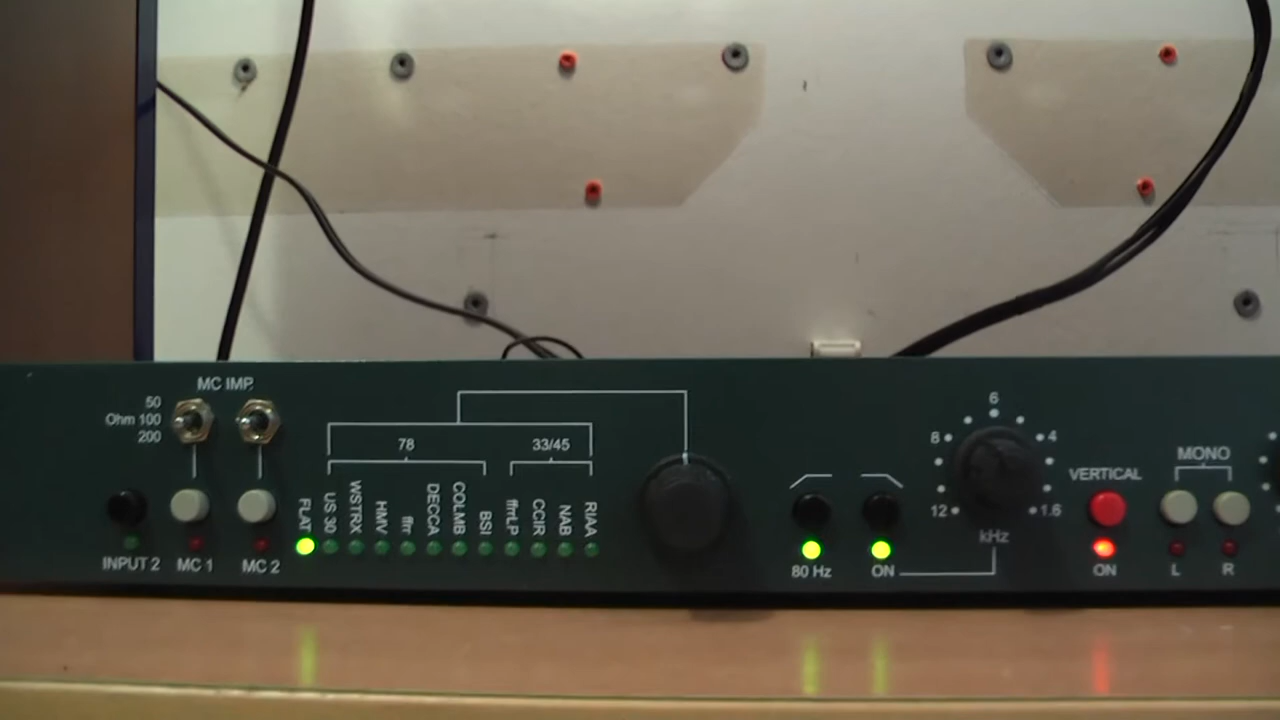 MC IMP.
50
Ohm 100
200
INPUT 2
MC 1
MC 2
78
33/45
FLAT
US 30
WSTRX
HMV
ffrr
DECCA
COLMB
BSI
ffrrLP
CCIR
NAB
RIAA
80 Hz
ON
6
8
4
12
1.6
kHz
VERTICAL
ON
MONO
L
R